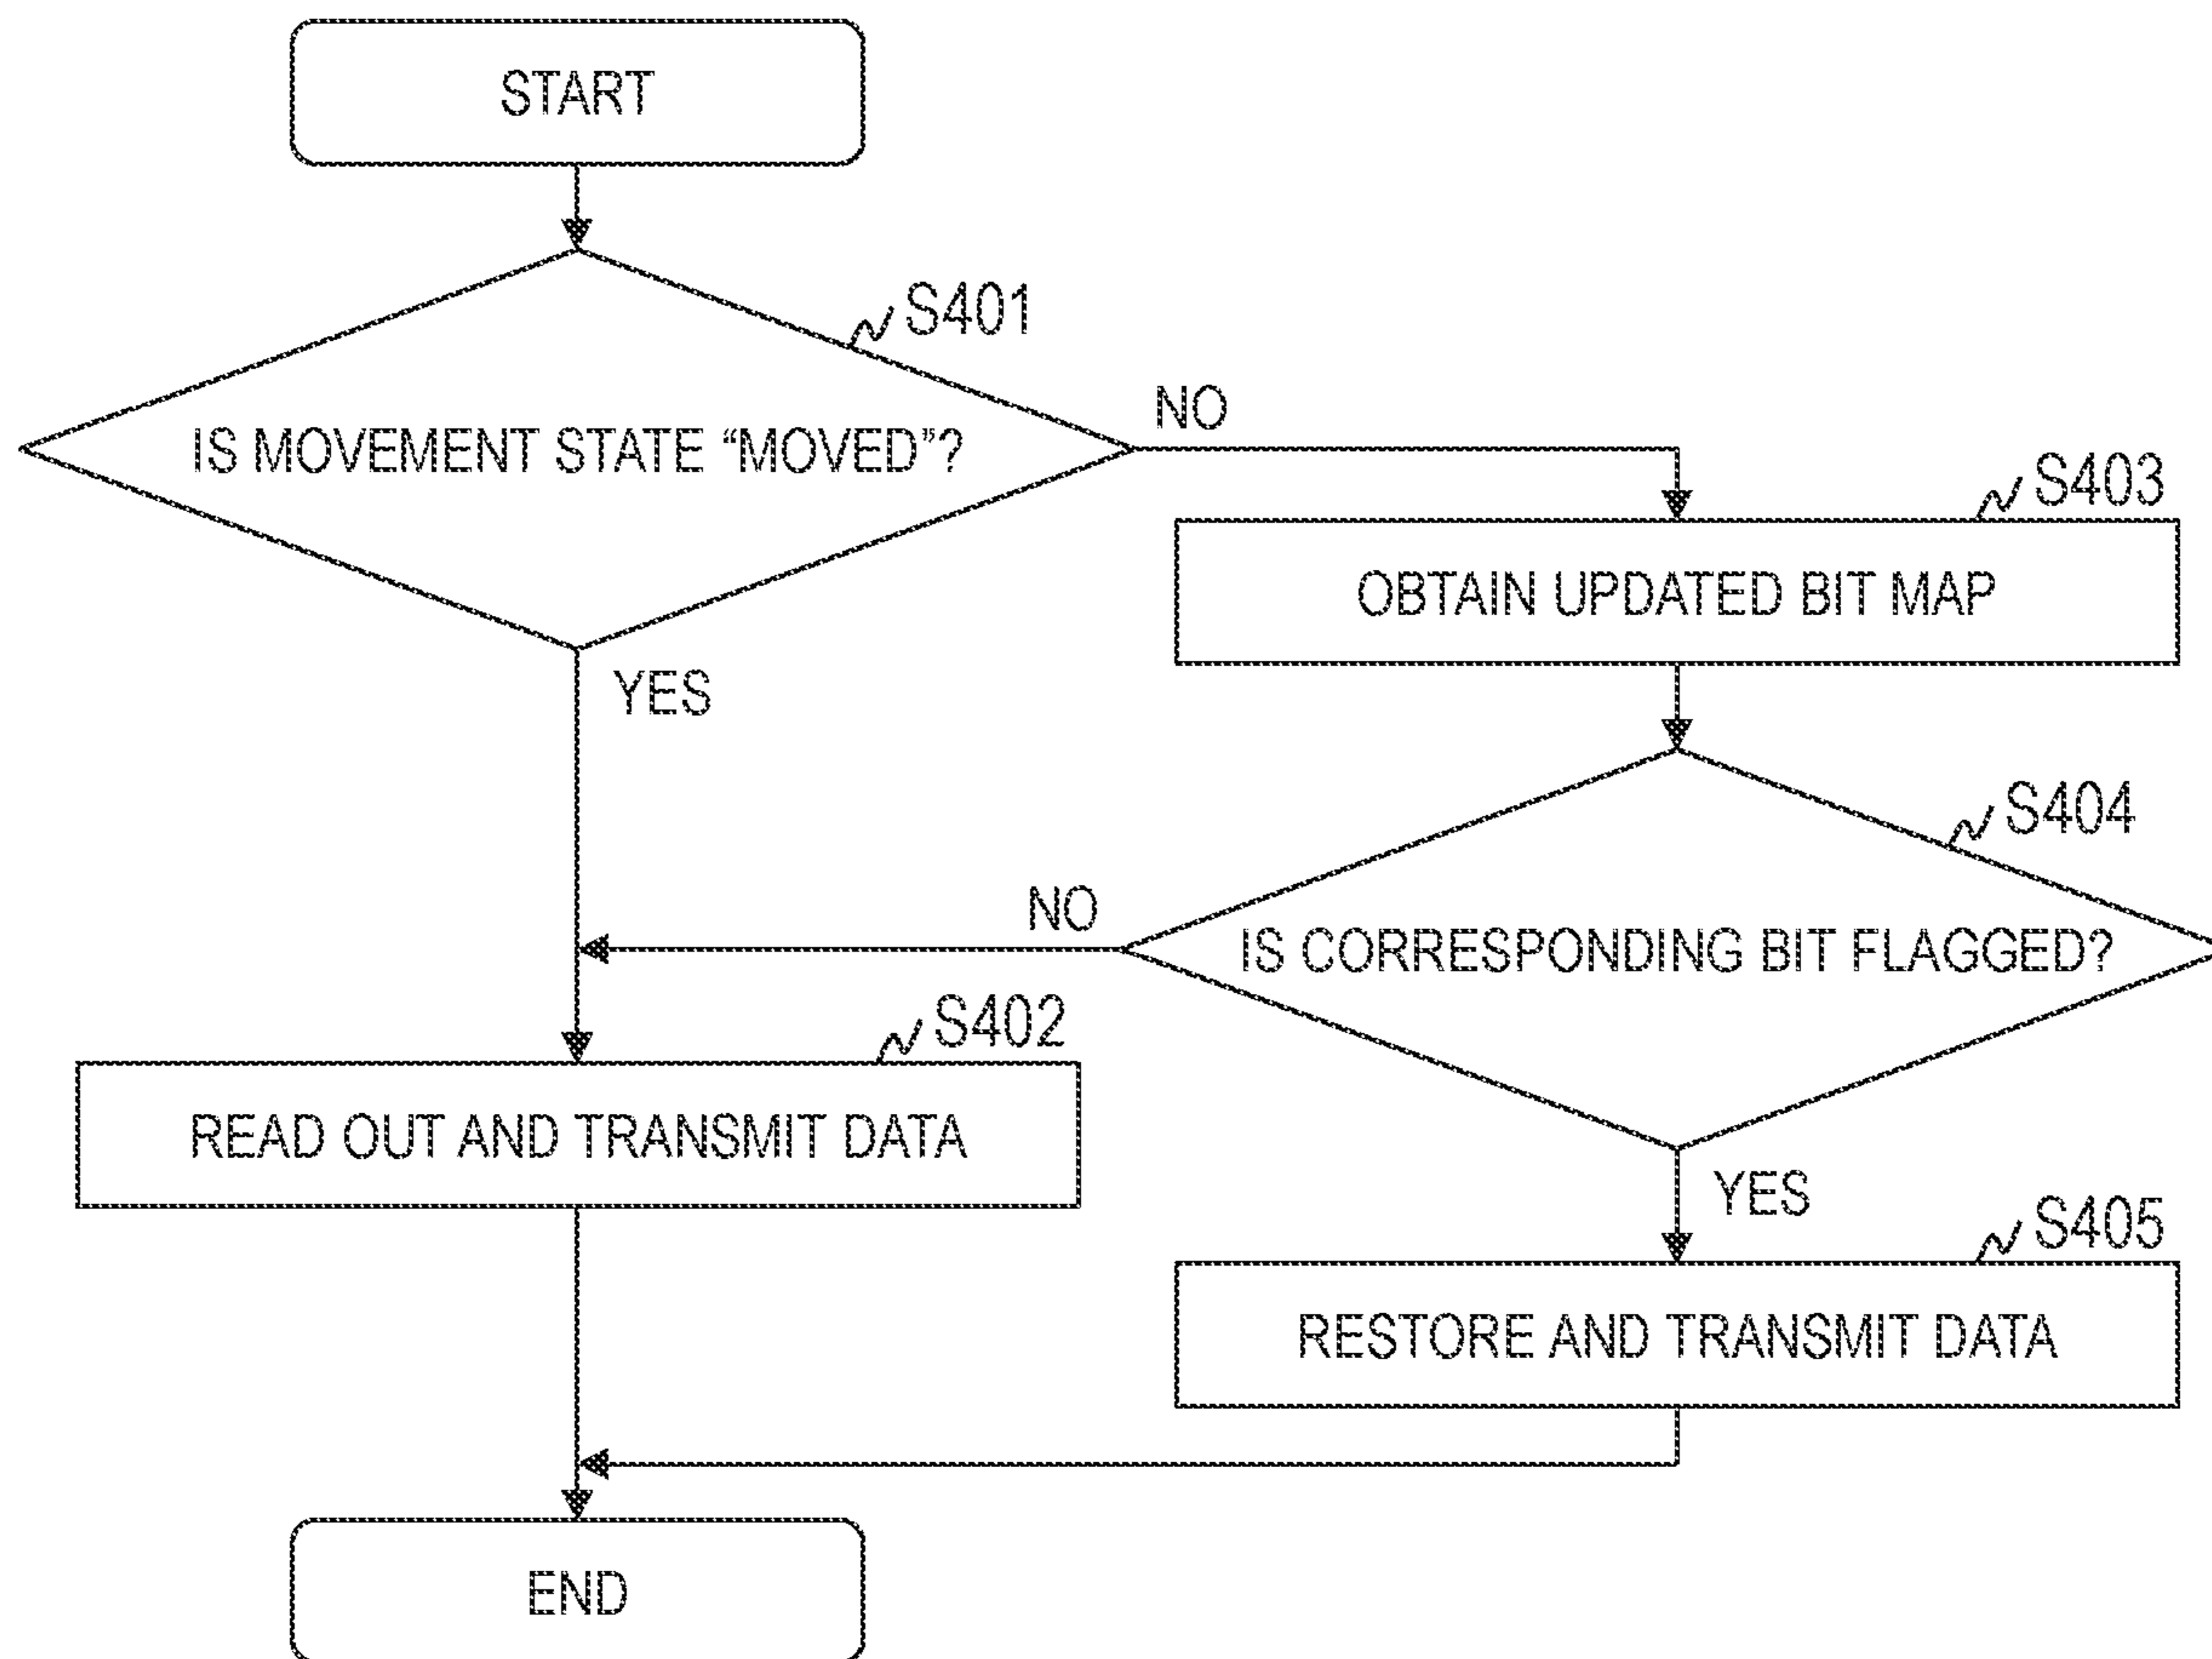 START
S401
IS MOVEMENT STATE “MOVED”?
NO
YES
S403
OBTAIN UPDATED BIT MAP
S404
IS CORRESPONDING BIT FLAGGED?
NO
YES
S402
READ OUT AND TRANSMIT DATA
S405
RESTORE AND TRANSMIT DATA
END